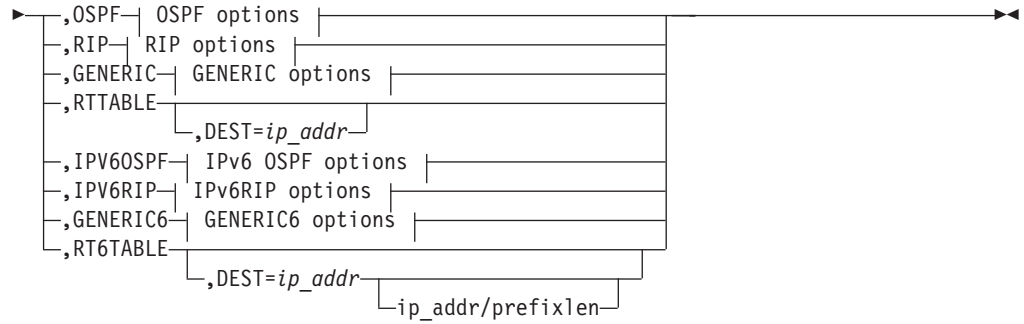 ,OSPF OSPF options
,RIP RIP options
,GENERIC GENERIC options
,RTTABLE
,DEST=ip_addr
,IPV6OSPF IPv6 OSPF options
,IPV6RIP IPv6RIP options
,GENERIC6 GENERIC6 options
,RT6TABLE
,DEST=ip_addr
ip_addr/prefixlen